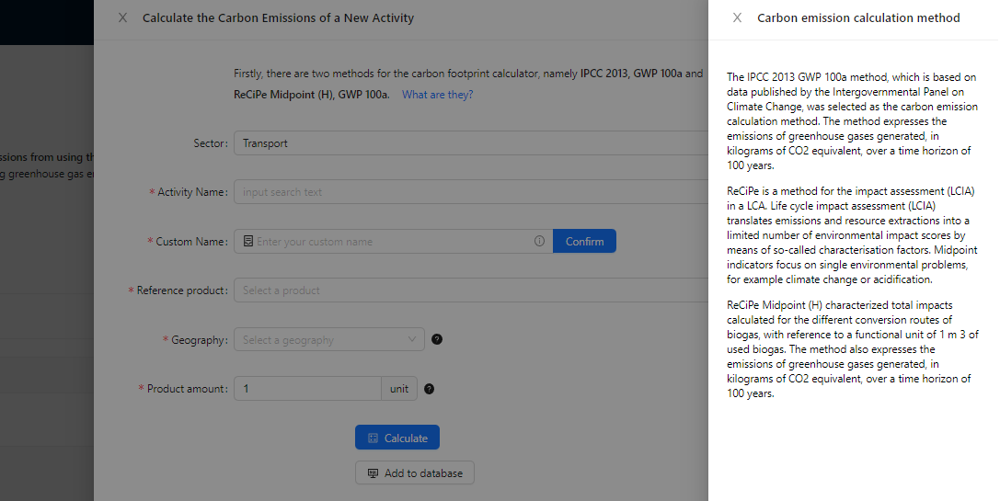 Calculate the Carbon Emissions of a New Activity
Firstly, there are two methods for the carbon footprint calculator, namely IPCC 2013, GWP 100a and
ReCiPe Midpoint (H), GWP 100a. What are they?
Sector: Transport
* Activity Name: input search text
* Custom Name: Enter your custom name Confirm
* Reference product: Select a product
* Geography: Select a geography
* Product amount: 1 unit
Calculate
Add to database
ssions from using th
g greenhouse gas e
Carbon emission calculation method
The IPCC 2013 GWP 100a method, which is based on
data published by the Intergovernmental Panel on
Climate Change, was selected as the carbon emission
calculation method. The method expresses the
emissions of greenhouse gases generated, in
kilograms of CO2 equivalent, over a time horizon of
100 years.
ReCiPe is a method for the impact assessment (LCIA)
in a LCA. Life cycle impact assessment (LCIA)
translates emissions and resource extractions into a
limited number of environmental impact scores by
means of so-called characterisation factors. Midpoint
indicators focus on single environmental problems,
for example climate change or acidification.
ReCiPe Midpoint (H) characterized total impacts
calculated for the different conversion routes of
biogas, with reference to a functional unit of 1 m 3 of
used biogas. The method also expresses the
emissions of greenhouse gases generated, in
kilograms of CO2 equivalent, over a time horizon of
100 years.